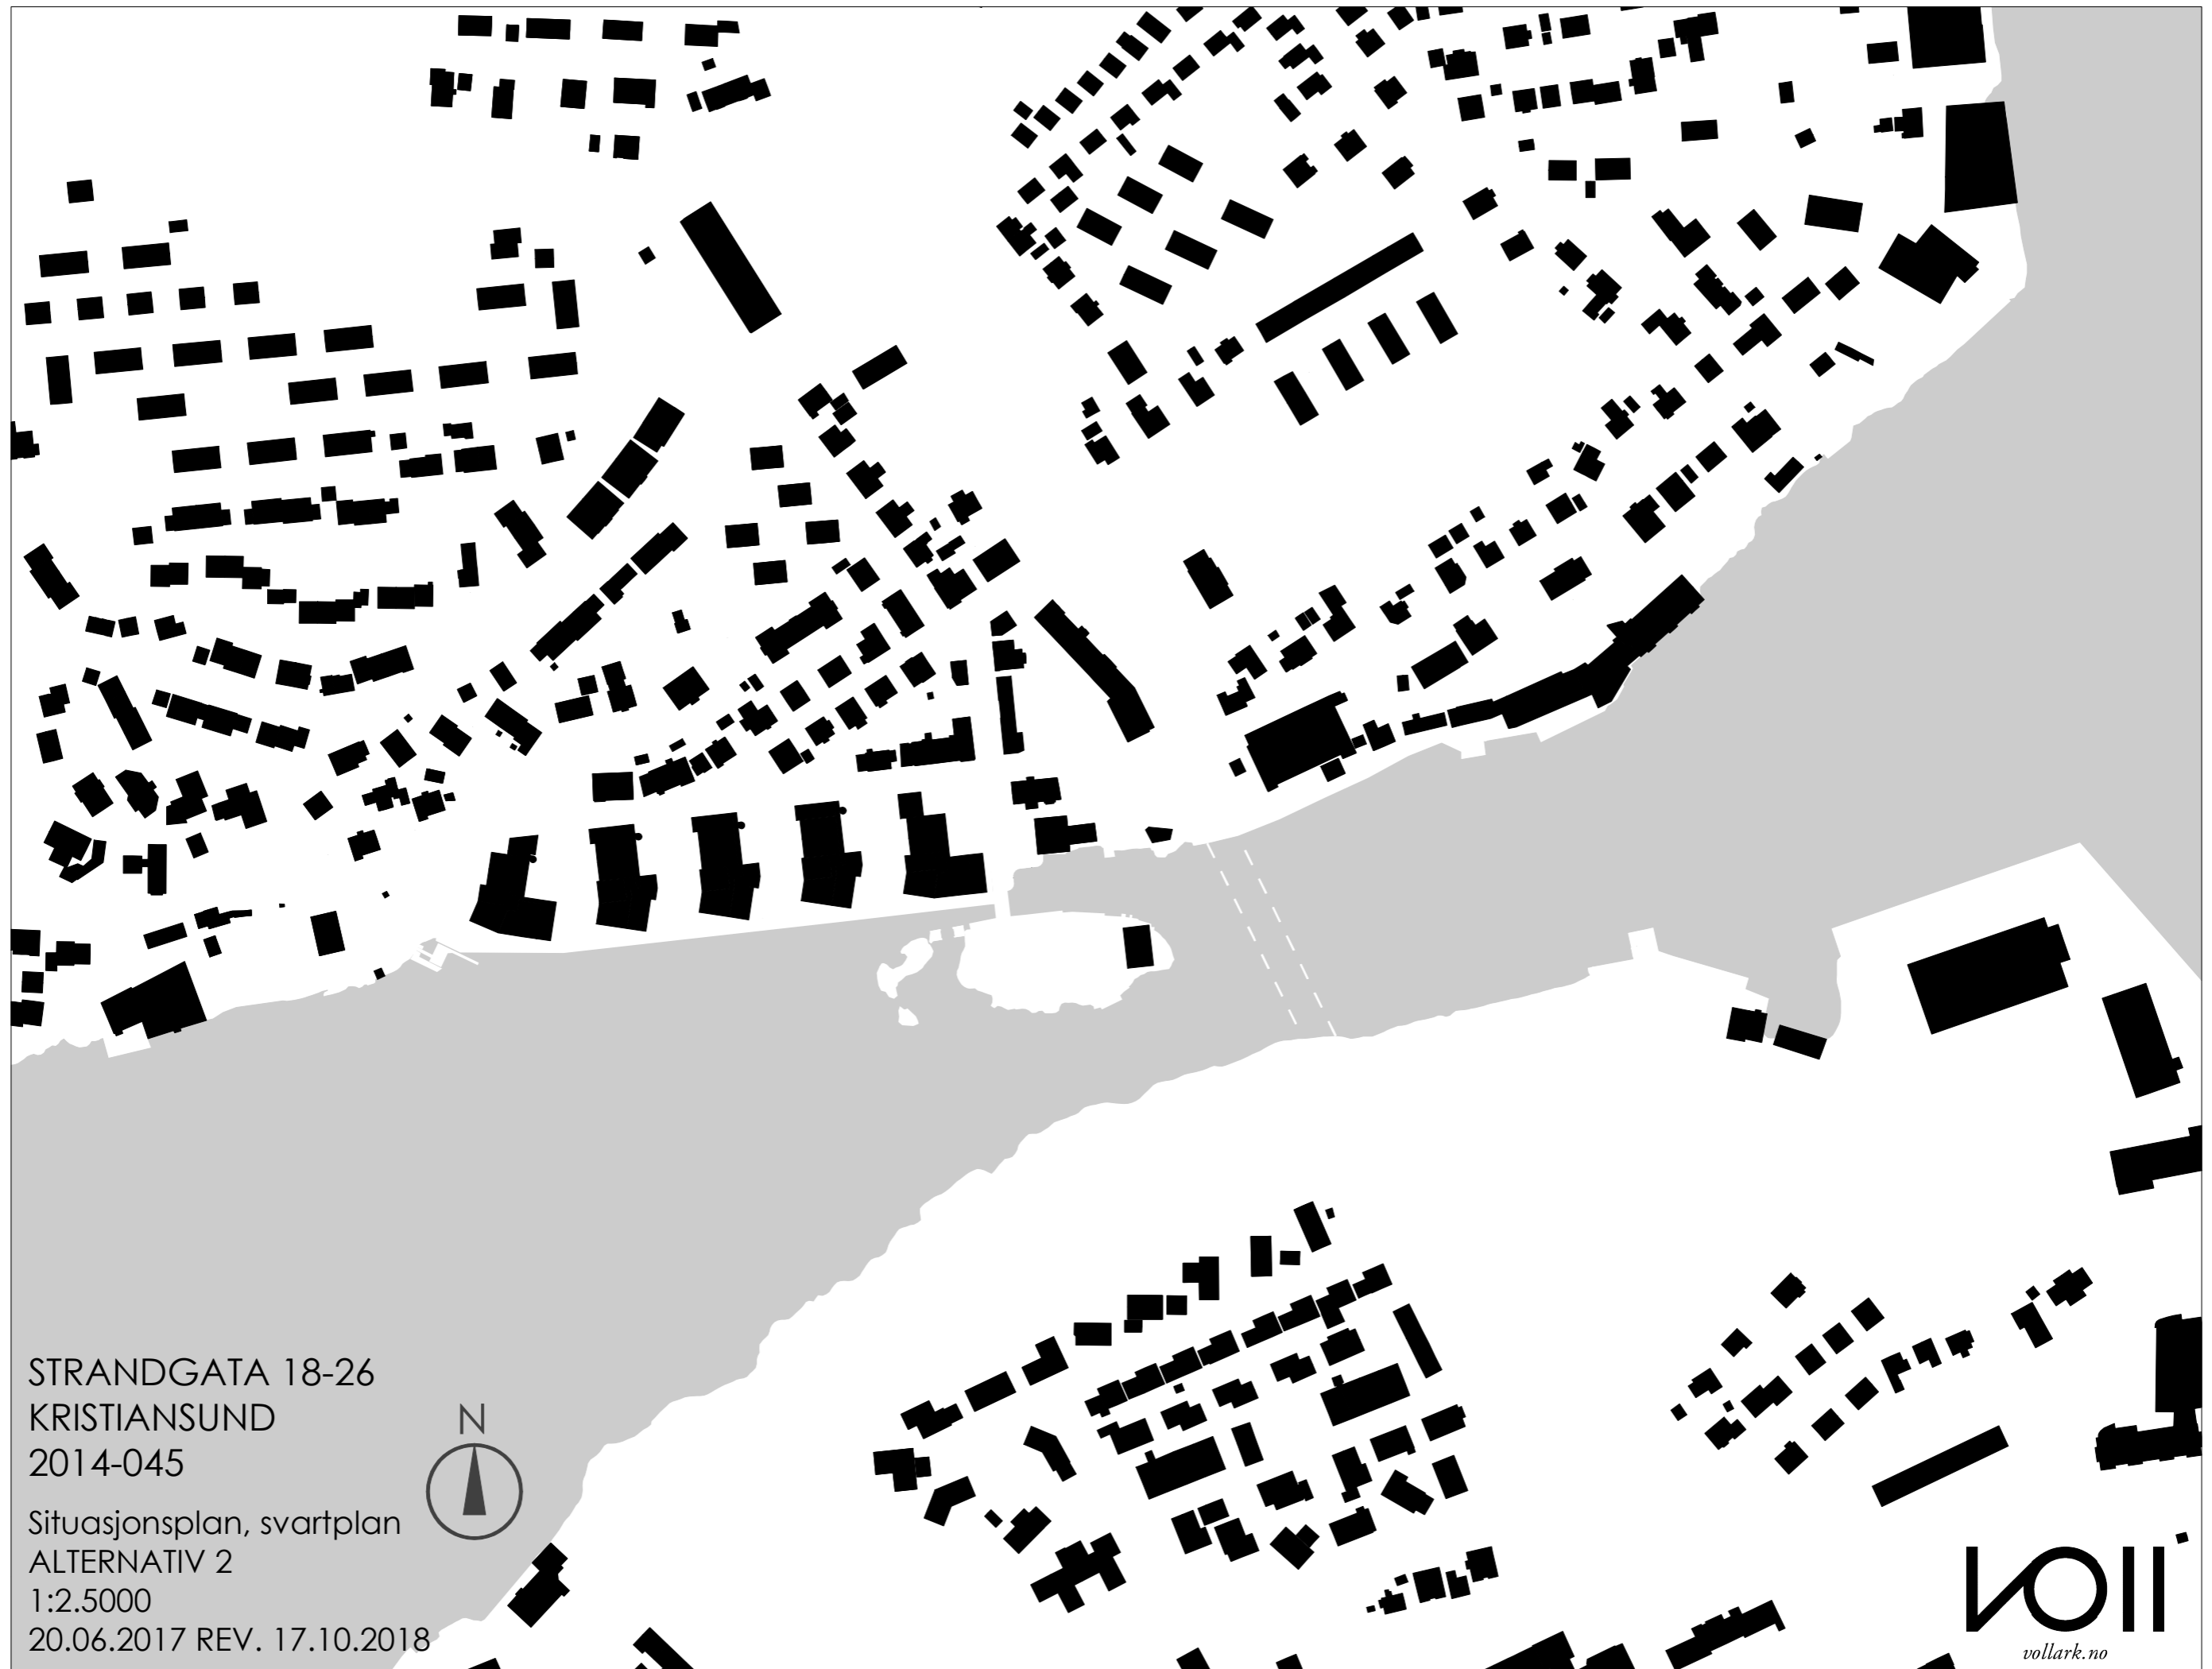 STRANDGATA 18-26
KRISTIANSUND
2014-045
N
Situasjonsplan, svartplan
ALTERNATIV 2
1:2.5000
20.06.2017 REV. 17.10.2018
VOll
vollark.no